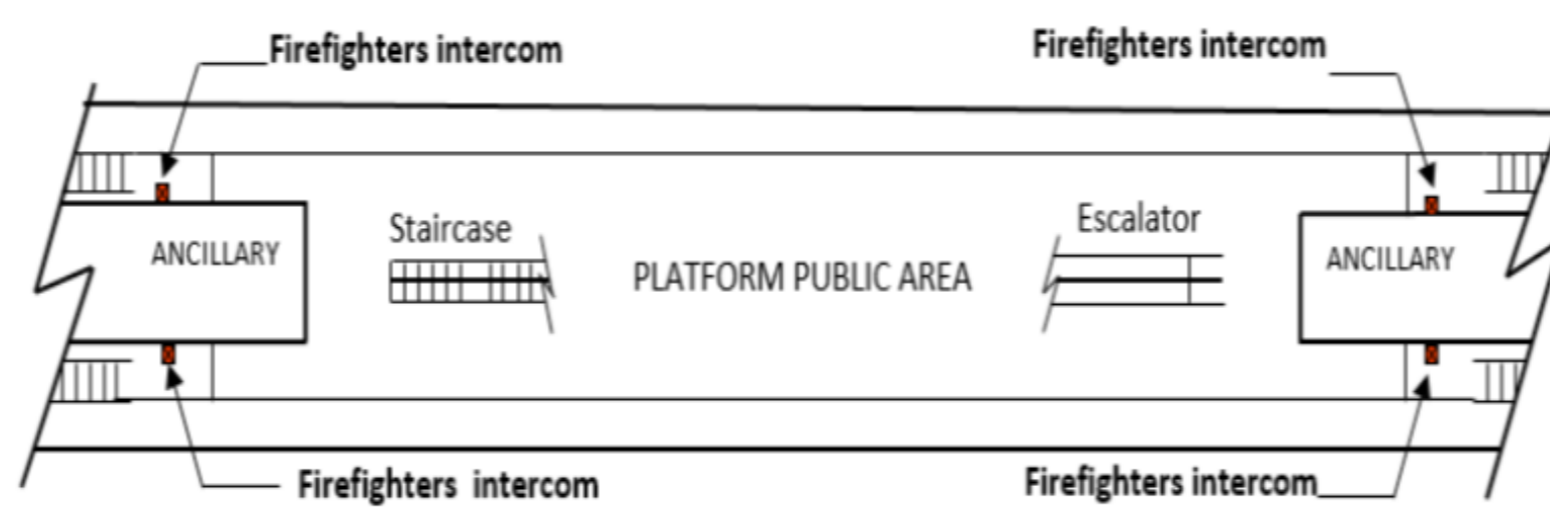 Firefighters intercom
Firefighters intercom
Staircase
Escalator
ANCILLARY
PLATFORM PUBLIC AREA
ANCILLARY
Firefighters intercom
Firefighters intercom